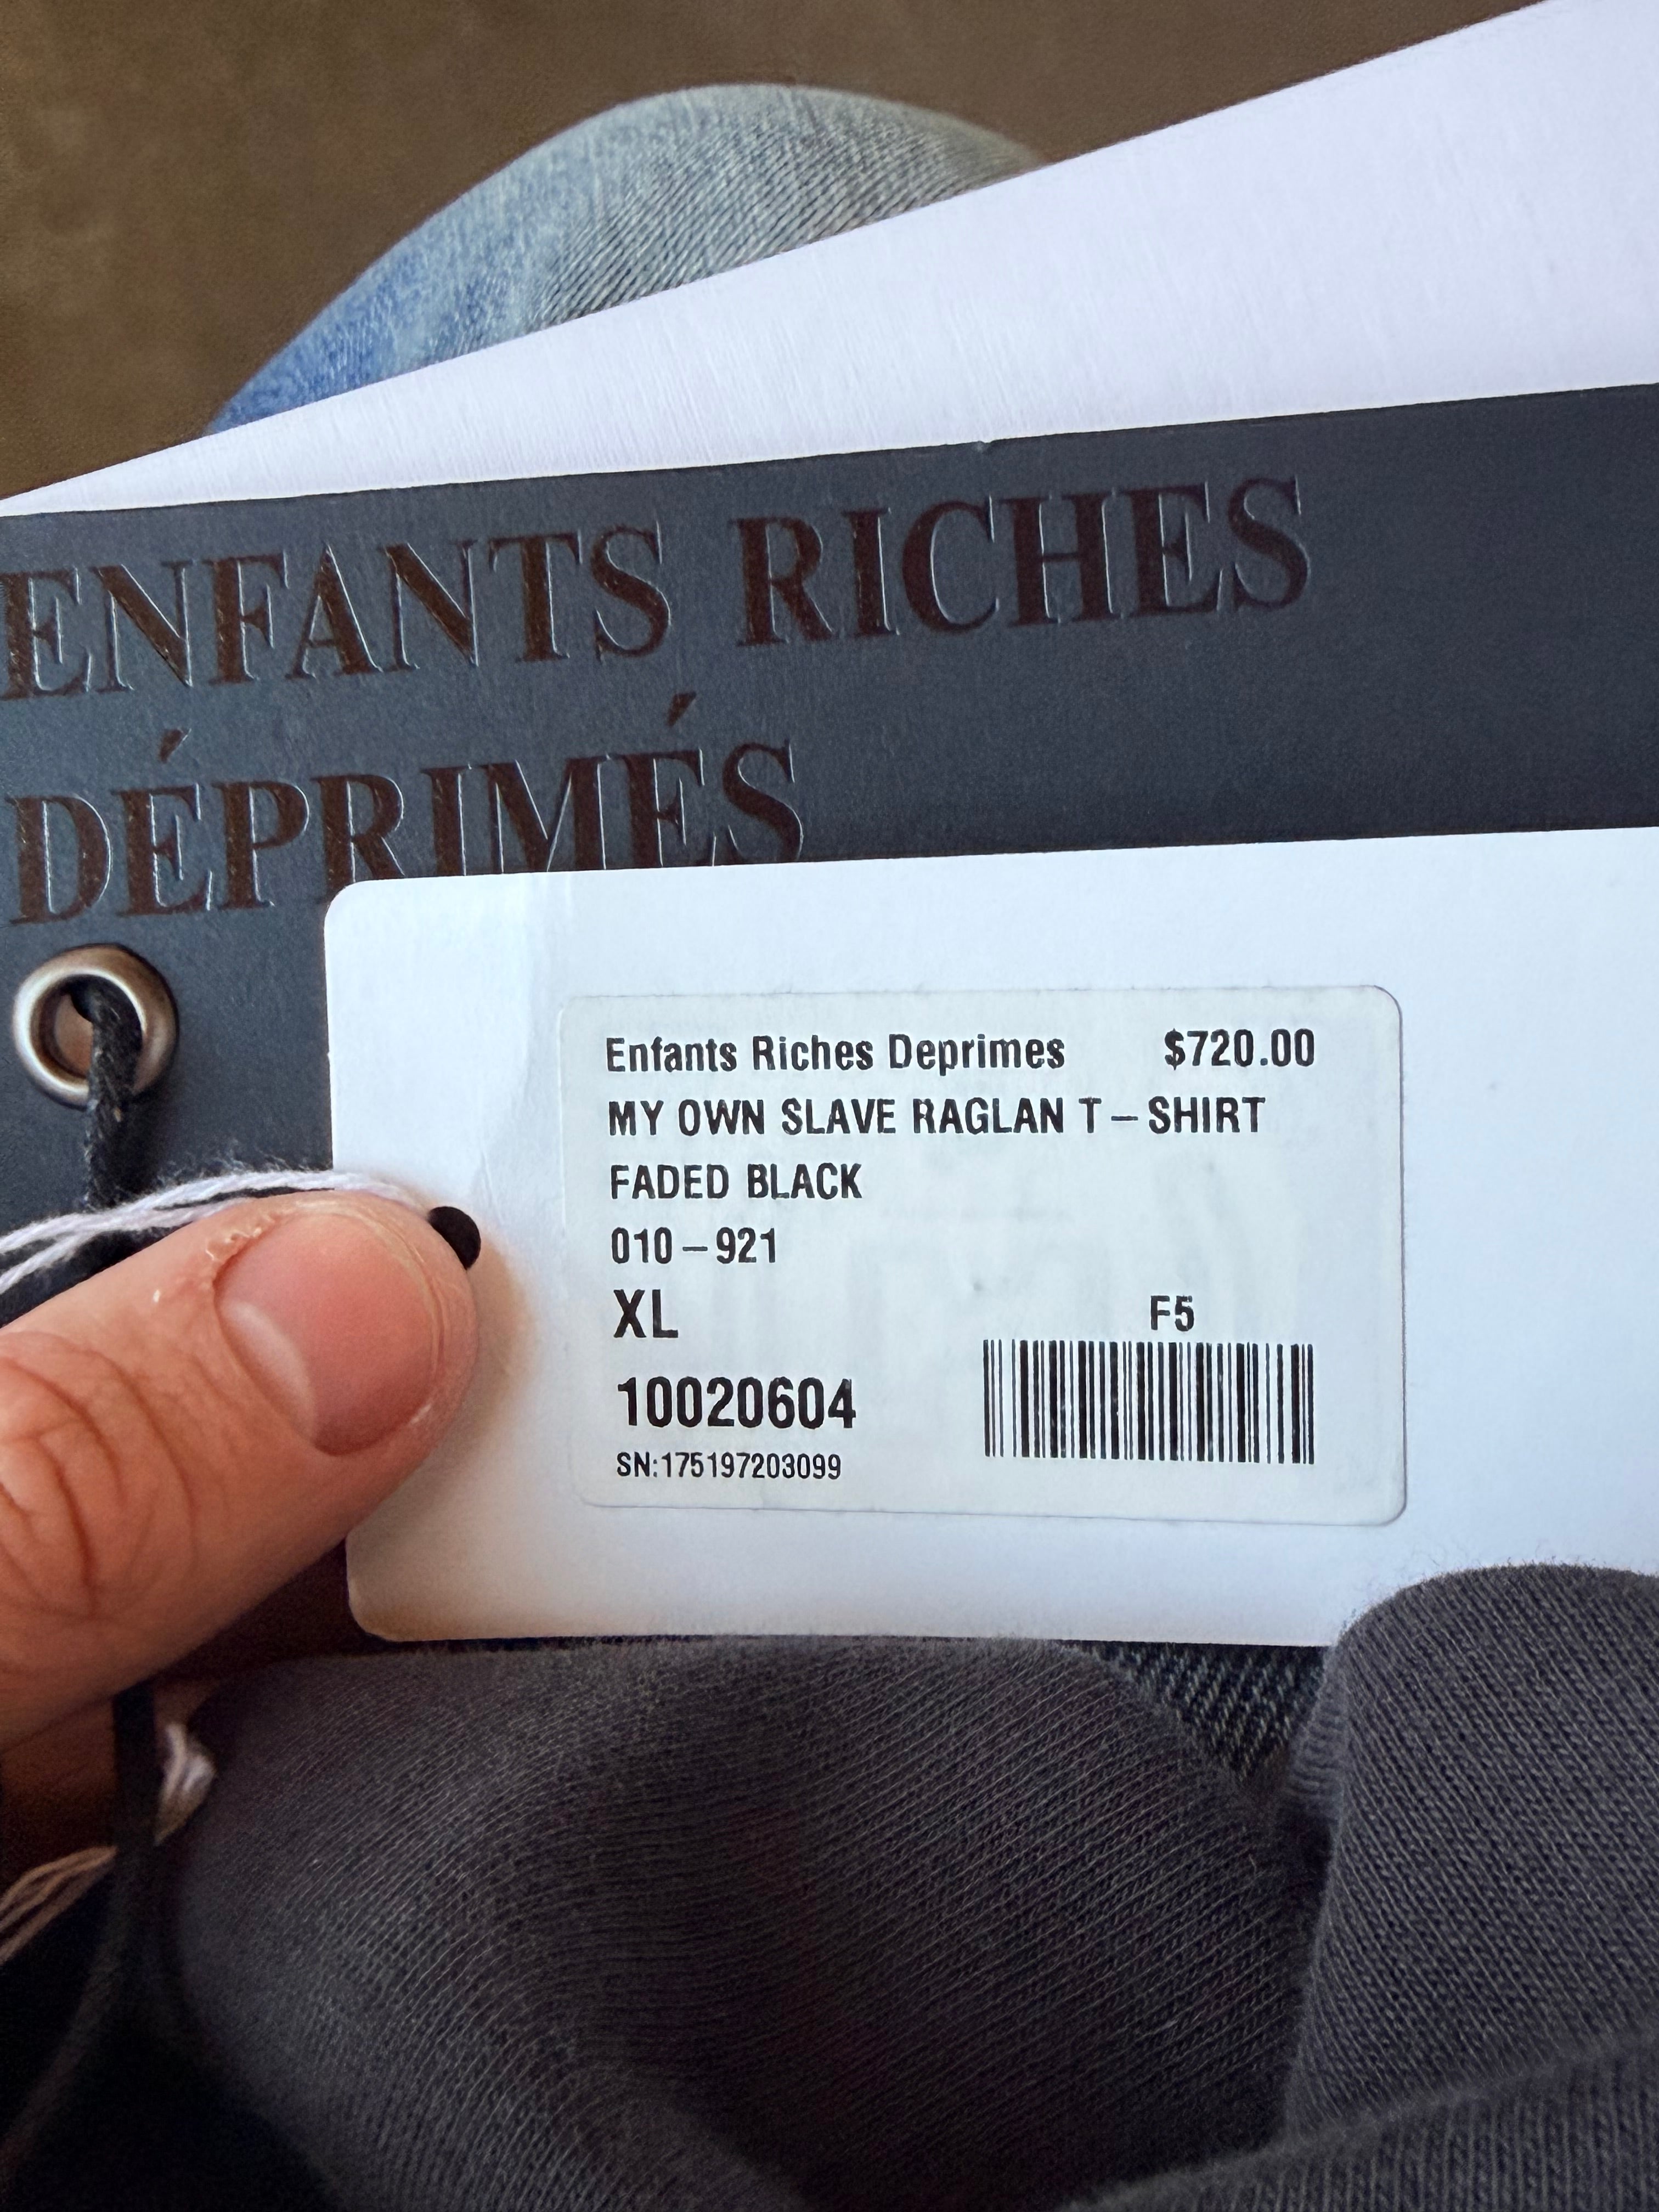 ENFANTS RICHES
DÉPRIMÉS
Enfants Riches Deprimes $720.00
MY OWN SLAVE RAGLAN T-SHIRT
FADED BLACK
010-921
XL
F5
10020604
SN:175197203099